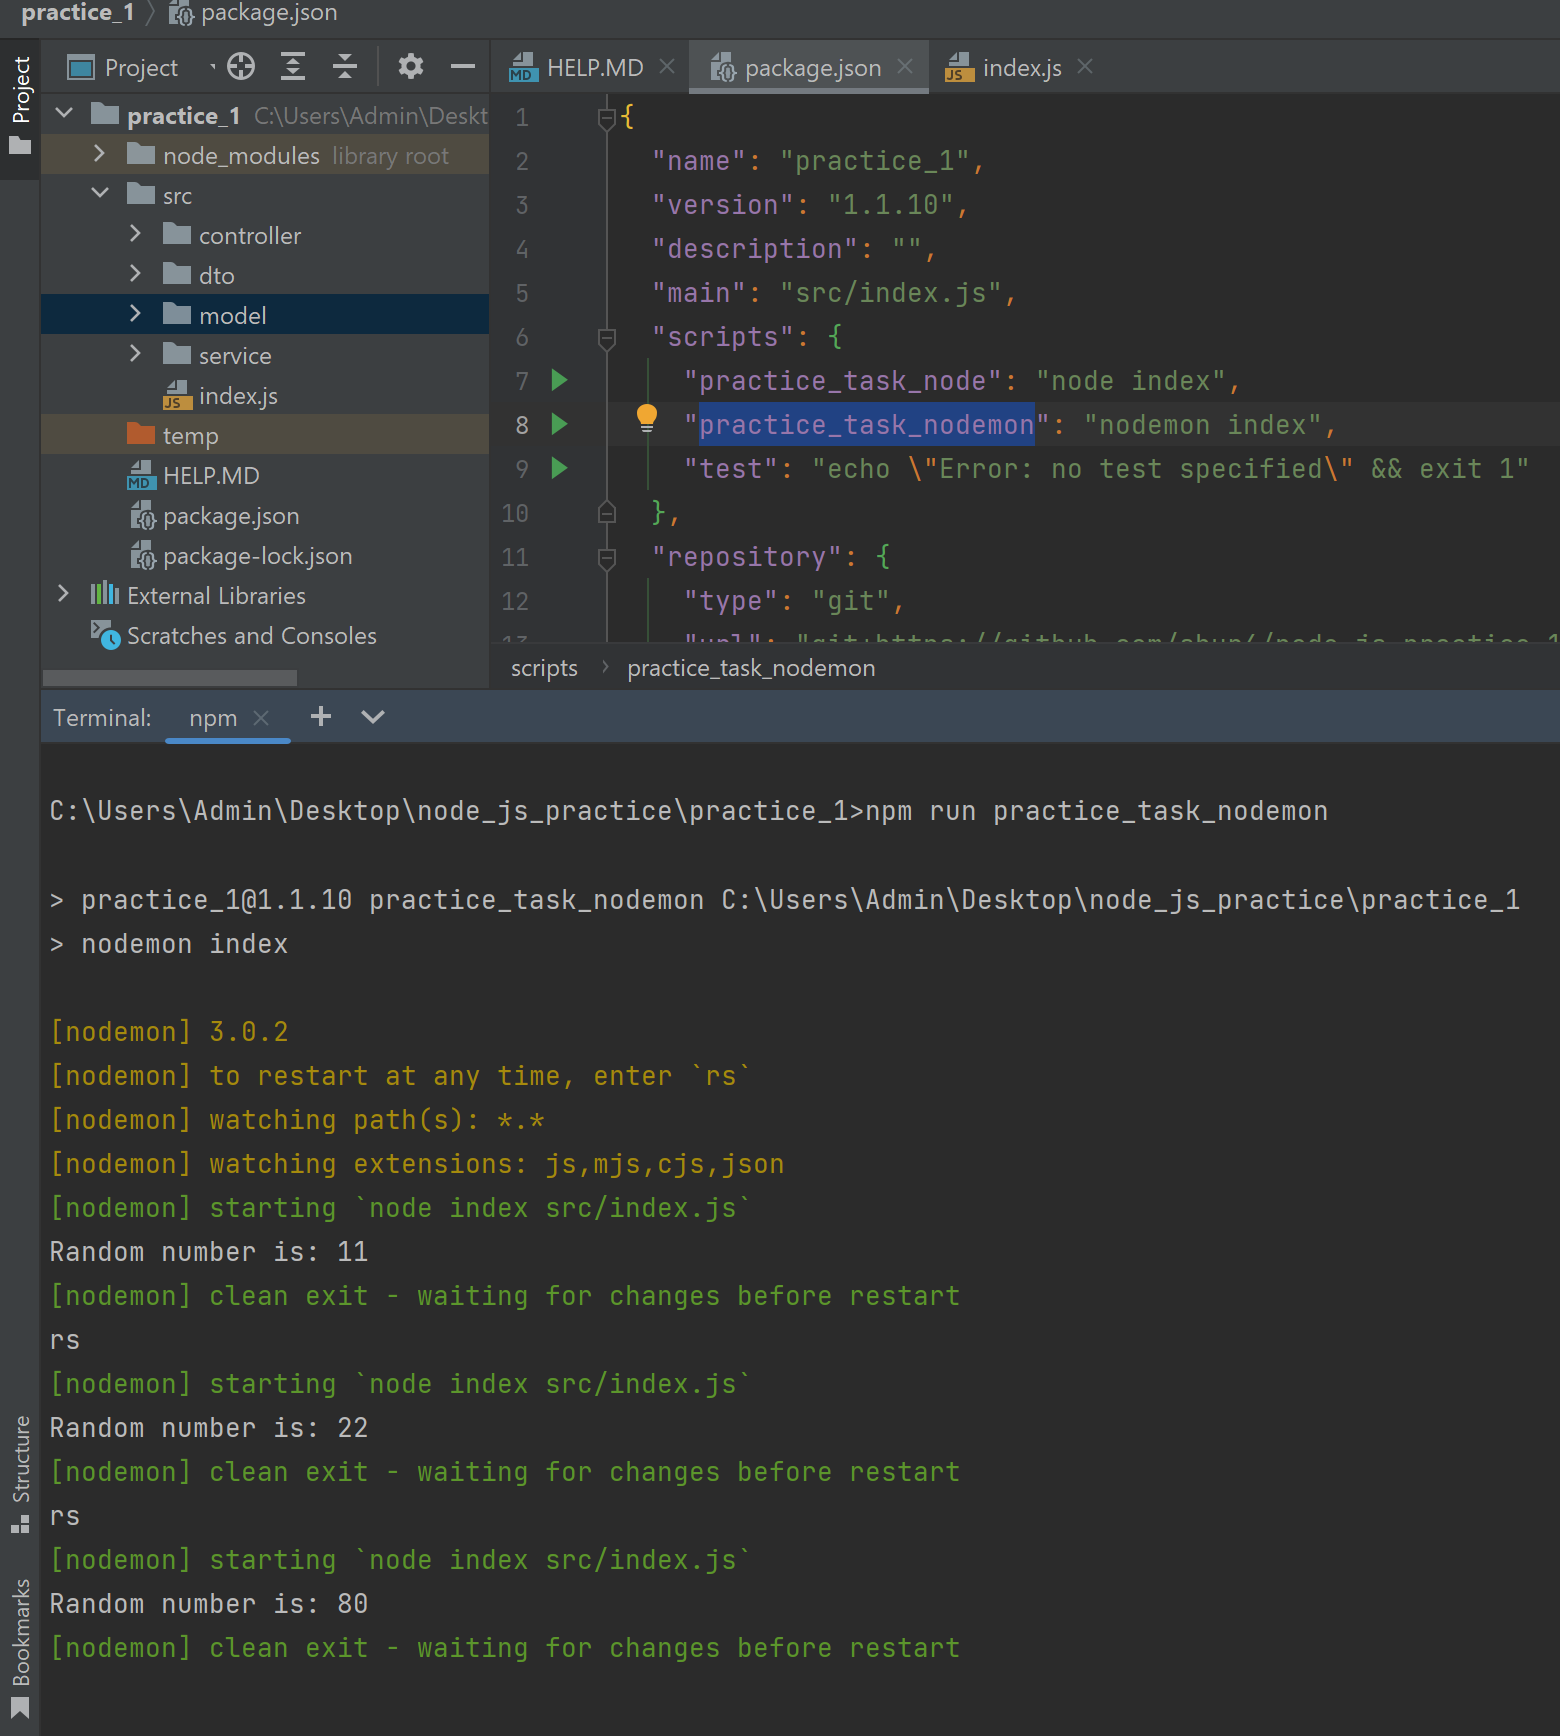 practice_1 package.json
Project
Project
practice_1 C:\Users\Admin\Deskt
node_modules library root
src
controller
dto
model
service
index.js
temp
HELP.MD
package.json
package-lock.json
External Libraries
Scratches and Consoles
HELP.MD package.json index.js
1 {
2 "name": "practice_1",
3 "version": "1.1.10",
4 "description": "",
5 "main": "src/index.js",
6 "scripts": {
7 "practice_task_node": "node index",
8 "practice_task_nodemon": "nodemon index",
9 "test": "echo \"Error: no test specified\" && exit 1"
10 },
11 "repository": {
12 "type": "git",
scripts practice_task_nodemon
Terminal: npm
C:\Users\Admin\Desktop\node_js_practice\practice_1>npm run practice_task_nodemon
> practice_1@1.1.10 practice_task_nodemon C:\Users\Admin\Desktop\node_js_practice\practice_1
> nodemon index
[nodemon] 3.0.2
[nodemon] to restart at any time, enter `rs`
[nodemon] watching path(s): *.*
[nodemon] watching extensions: js,mjs,cjs,json
[nodemon] starting `node index src/index.js`
Random number is: 11
[nodemon] clean exit - waiting for changes before restart
rs
[nodemon] starting `node index src/index.js`
Random number is: 22
[nodemon] clean exit - waiting for changes before restart
rs
[nodemon] starting `node index src/index.js`
Random number is: 80
[nodemon] clean exit - waiting for changes before restart
Structure
Bookmarks